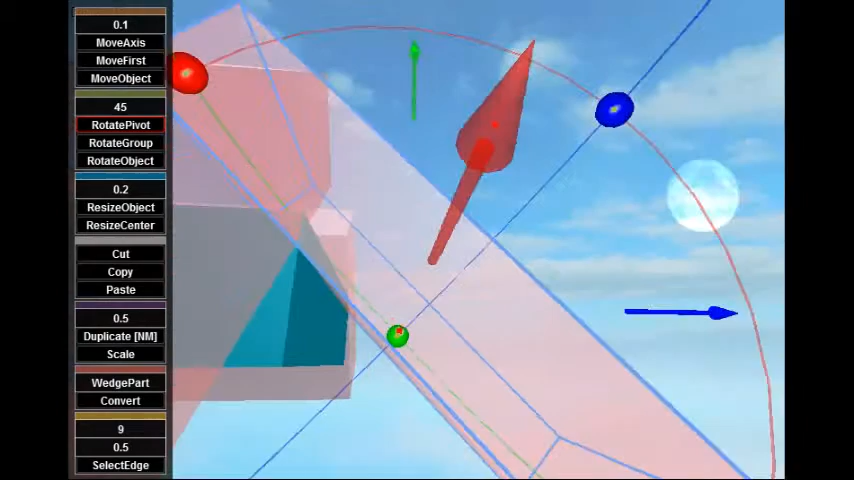 0.1
MoveAxis
MoveFirst
MoveObject
45
RotatePivot
RotateGroup
RotateObject
0.2
ResizeObject
ResizeCenter
Cut
Copy
Paste
0.5
Duplicate [NM]
Scale
WedgePart
Convert
9
0.5
SelectEdge